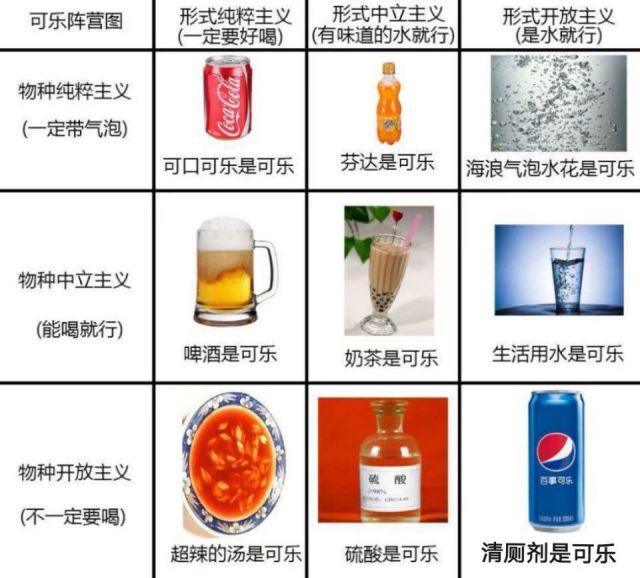 可乐阵营图
形式纯粹主义
(一定要好喝)
形式中立主义
(有味道的水就行)
形式开放主义
(是水就行)
物种纯粹主义
(一定带气泡)
Coca-Cola
可口可乐是可乐
芬达是可乐
海浪气泡水花是可乐
物种中立主义
(能喝就行)
啤酒是可乐
奶茶是可乐
生活用水是可乐
物种开放主义
(不一定要喝)
硫 酸
百事可乐
超辣的汤是可乐
硫酸是可乐
清厕剂是可乐